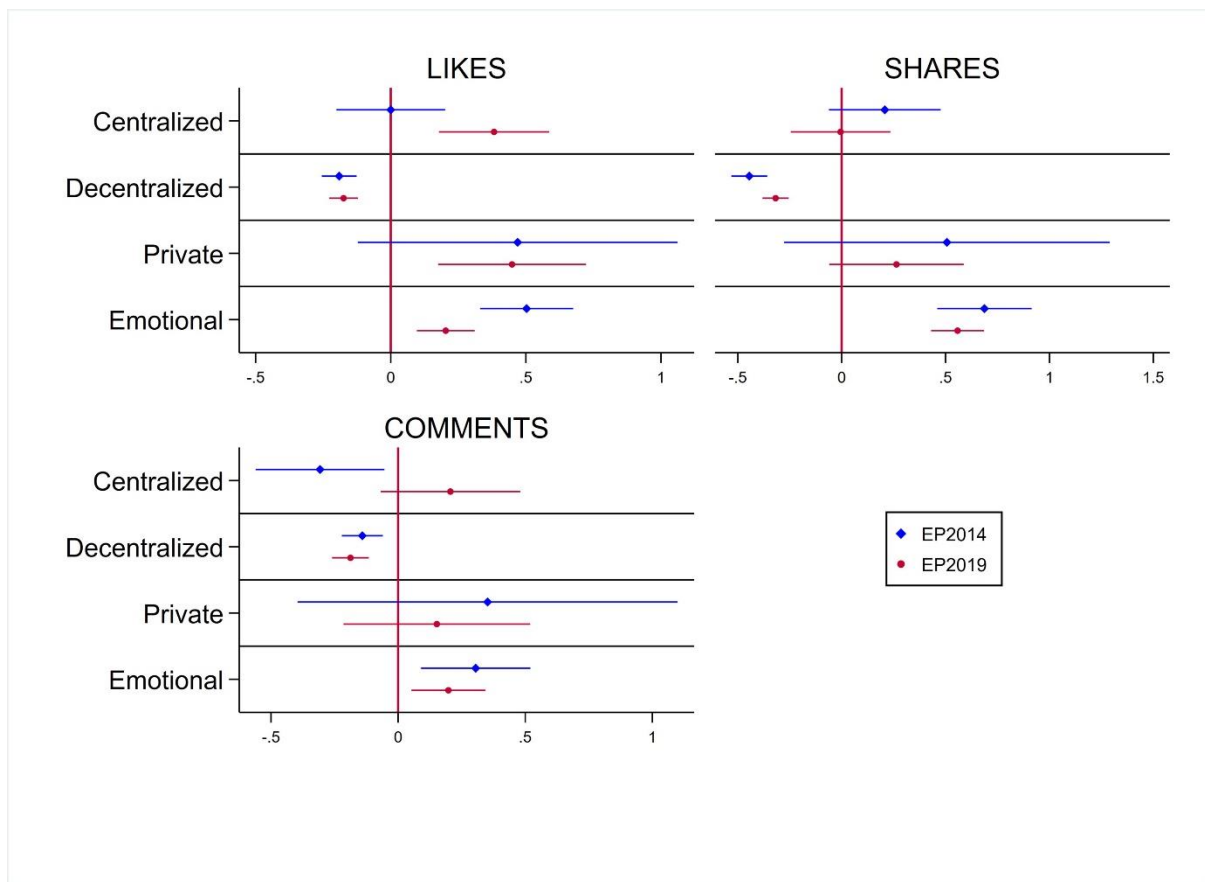 LIKES
Centralized
Decentralized
Private
Emotional
-.5 0 .5 1
SHARES
-.5 0 .5 1 1.5
COMMENTS
Centralized
Decentralized
Private
Emotional
-.5 0 .5 1
EP2014
EP2019